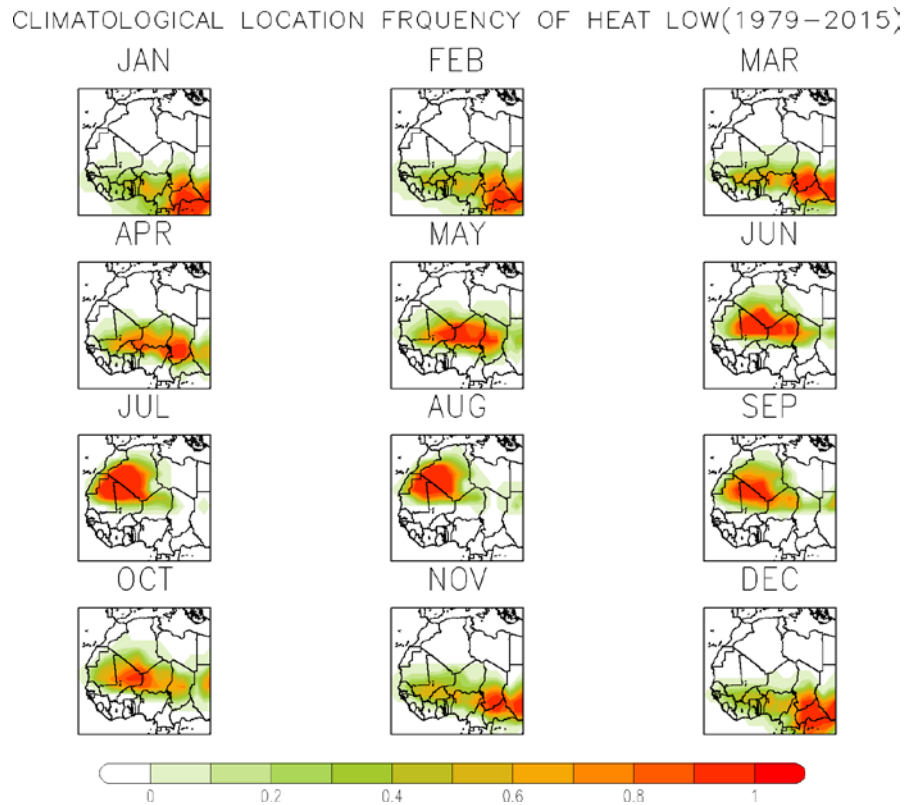 CLIMATOLOGICAL LOCATION FRQUENCY OF HEAT LOW(1979-2015)
JAN FEB MAR
APR MAY JUN
JUL AUG SEP
OCT NOV DEC
0 0.2 0.4 0.6 0.8 1